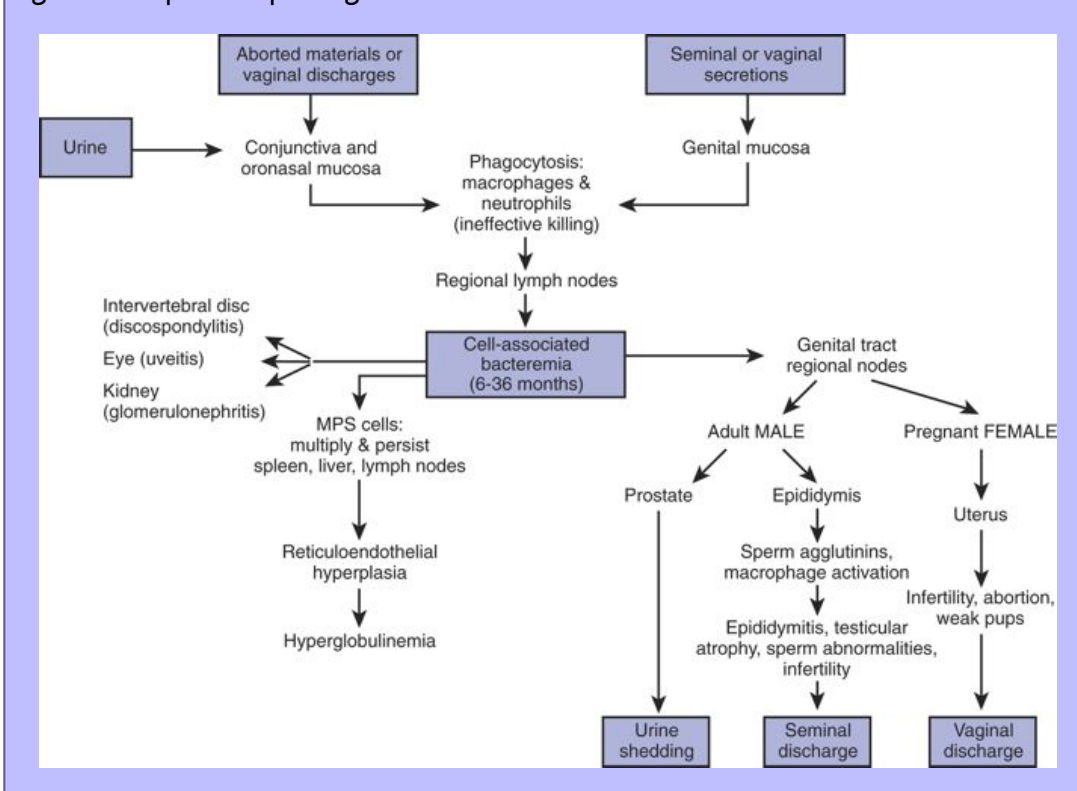 Aborted materials or
vaginal discharges
Seminal or vaginal
secretions
Urine
Conjunctiva and
oronasal mucosa
Genital mucosa
Phagocytosis:
macrophages &
neutrophils
(ineffective killing)
Regional lymph nodes
Intervertebral disc
(discospondylitis)
Eye (uveitis)
Kidney
(glomerulonephritis)
Cell-associated
bacteremia
(6-36 months)
Genital tract
regional nodes
MPS cells:
multiply & persist
spleen, liver, lymph nodes
Adult MALE
Pregnant FEMALE
Prostate
Epididymis
Uterus
Reticuloendothelial
hyperplasia
Sperm agglutinins,
macrophage activation
Infertility, abortion,
weak pups
Hyperglobulinemia
Epididymitis, testicular
atrophy, sperm abnormalities,
infertility
Urine
shedding
Seminal
discharge
Vaginal
discharge